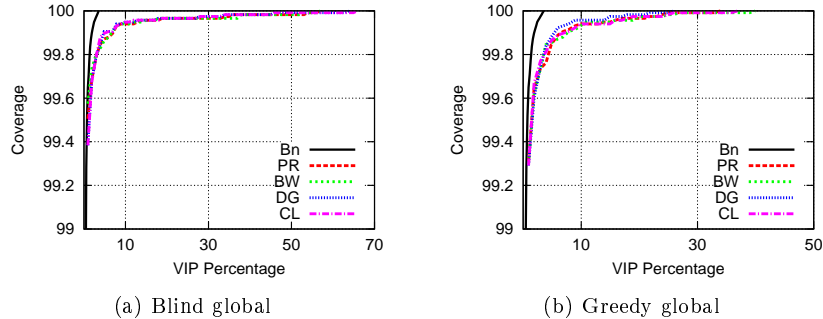 100
99.8
99.6
99.4
99.2
99
Coverage
10
30
50
70
VIP Percentage
Bn
PR
BW
DG
CL
(a) Blind global
100
99.8
99.6
99.4
99.2
99
Coverage
10
30
50
VIP Percentage
Bn
PR
BW
DG
CL
(b) Greedy global